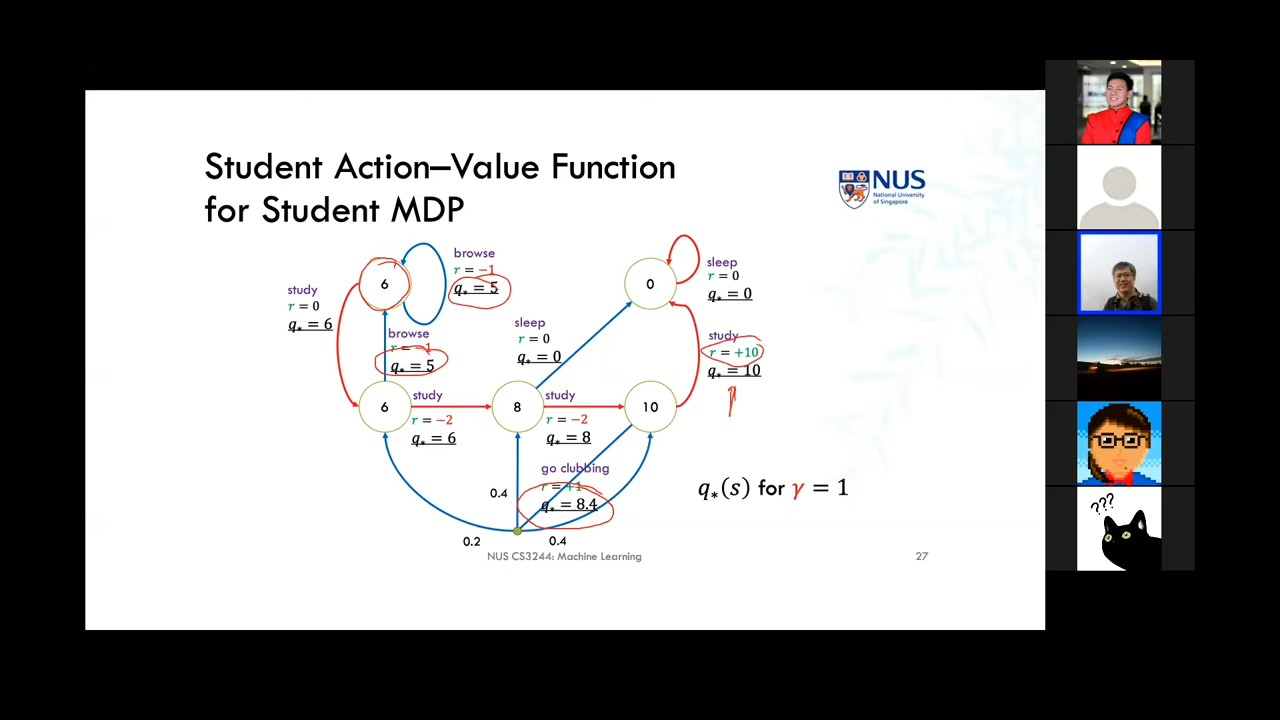 Student Action–Value Function
for Student MDP
NUS
National University
of Singapore
browse
r = −1
q* = 5
study
r = 0
q* = 6
6
0
sleep
r = 0
q* = 0
sleep
r = 0
q* = 0
browse
r = −1
q* = 5
study
r = +10
q* = 10
6
study
r = −2
q* = 6
8
study
r = −2
q* = 8
10
go clubbing
r = +1
q* = 8.4
0.4
0.2
0.4
q*(s) for γ = 1
NUS CS3244: Machine Learning
27
???